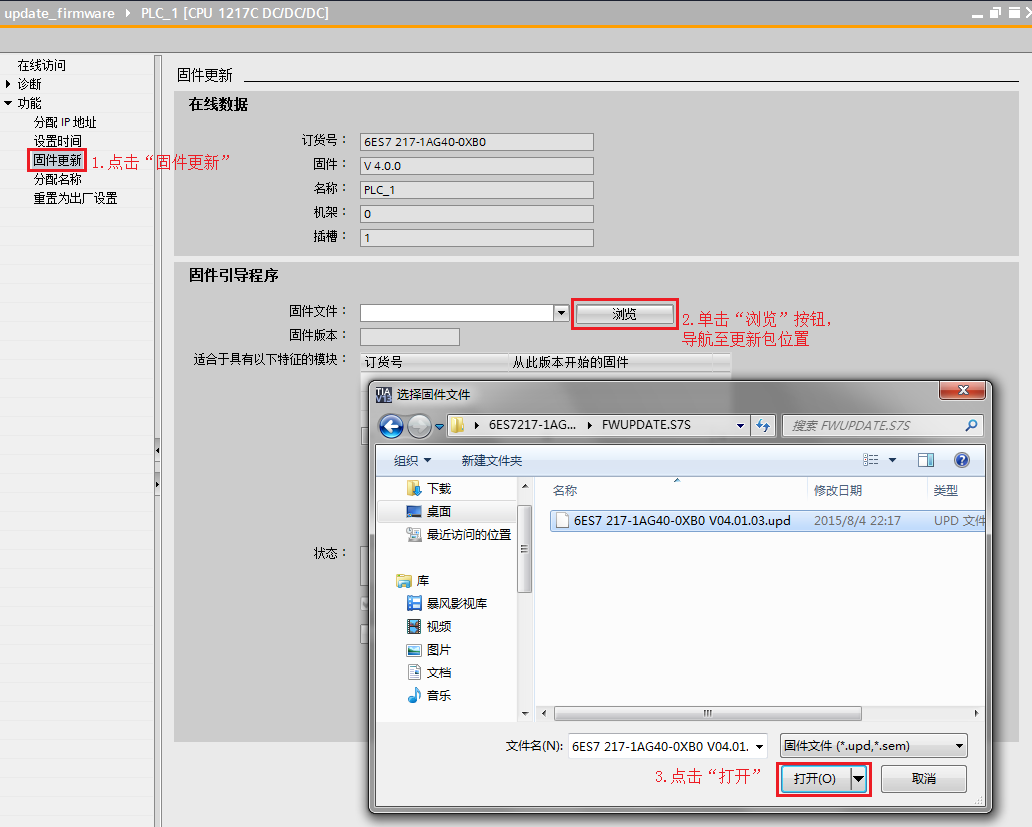 update_firmware ▸ PLC_1 [CPU 1217C DC/DC/DC]
在线访问
诊断
功能
分配 IP 地址
设置时间
固件更新
1.点击“固件更新”
分配名称
重置为出厂设置
固件更新
在线数据
订货号：
6ES7 217-1AG40-0XB0
固件：
V 4.0.0
名称：
PLC_1
机架：
0
插槽：
1
固件引导程序
固件文件：
浏览
2.单击“浏览”按钮，
导航至更新包位置
固件版本：
适合于具有以下特征的模块：
订货号
从此版本开始的固件
状态：
选择固件文件
6ES7217-1AG... ▸ FWUPDATE.S7S
搜索 FWUPDATE.S7S
组织
新建文件夹
下载
桌面
最近访问的位置
库
暴风影视库
视频
图片
文档
音乐
名称
修改日期
类型
6ES7 217-1AG40-0XB0 V04.01.03.upd
2015/8/4 22:17
UPD 文件
文件名(N):
6ES7 217-1AG40-0XB0 V04.01.
固件文件 (*.upd,*.sem)
3.点击“打开”
打开(O)
取消